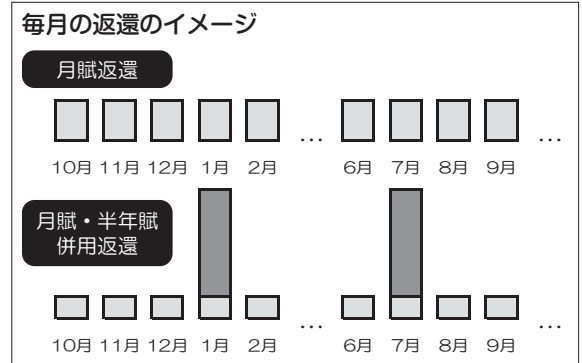 毎月の返還のイメージ
月賦返還
… …
10月 11月 12月 1月 2月 6月 7月 8月 9月
月賦・半年賦
併用返還
… …
10月 11月 12月 1月 2月 6月 7月 8月 9月